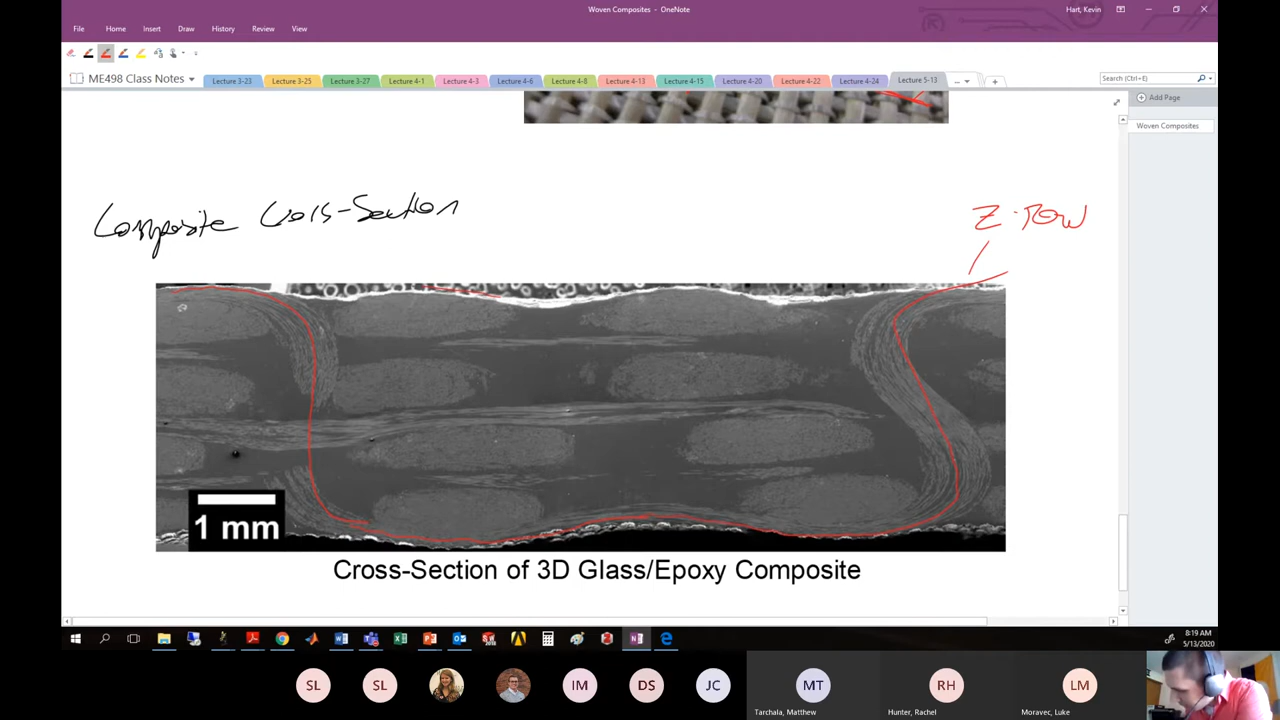 Woven Composites - OneNote
Hart, Kevin
File Home Insert Draw History Review View
ME498 Class Notes
Lecture 3-23 Lecture 3-25 Lecture 3-27 Lecture 4-1 Lecture 4-3 Lecture 4-6 Lecture 4-8 Lecture 4-13 Lecture 4-15 Lecture 4-20 Lecture 4-22 Lecture 4-24 Lecture 5-13
Search (Ctrl+E)
Add Page
Woven Composites
Composite Cross-Section
Z-Tow
1 mm
Cross-Section of 3D Glass/Epoxy Composite
8:19 AM
5/13/2020
SL SL IM DS JC MT RH LM
Tarchala, Matthew
Hunter, Rachel
Moravec, Luke